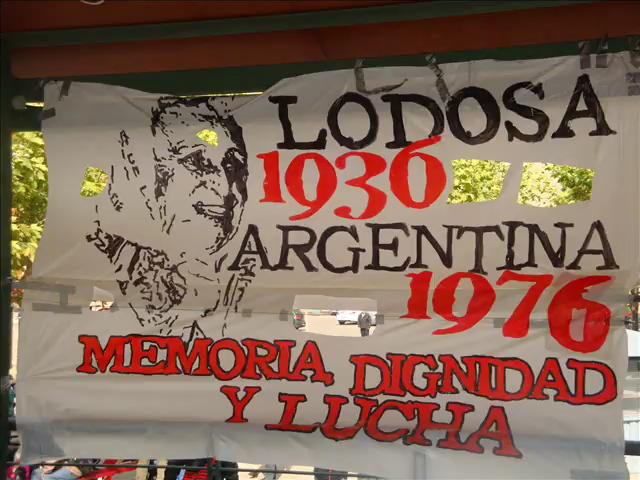 LODOSA
1936
ARGENTINA
1976
MEMORIA, DIGNIDAD
Y LUCHA